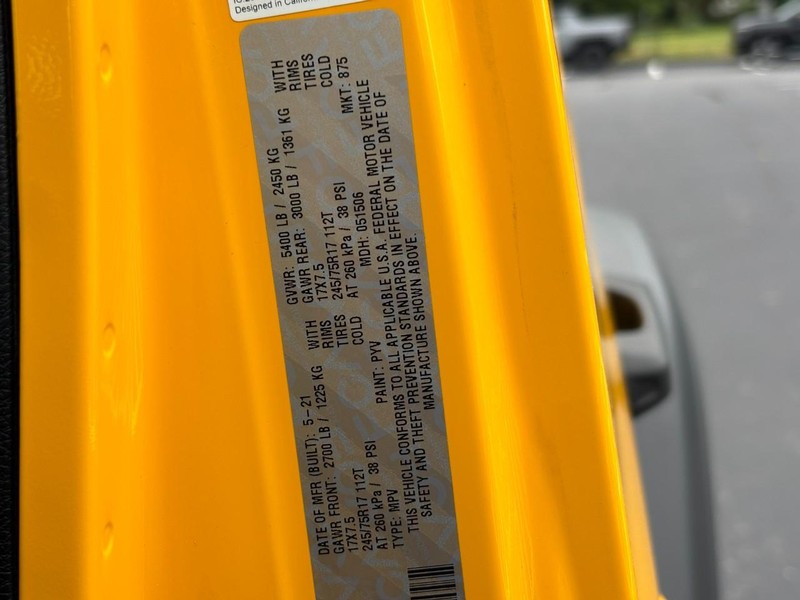 Designed in Californ
DATE OF MFR (BUILT): 5-21 GVWR: 5400 LB / 2450 KG
GAWR FRONT: 2700 LB / 1225 KG WITH GAWR REAR: 3000 LB / 1361 KG WITH
17X7.5 RIMS 17X7.5 RIMS
245/75R17 112T TIRES 245/75R17 112T TIRES
AT 260 kPa / 38 PSI COLD AT 260 kPa / 38 PSI COLD
TYPE: MPV PAINT: PYV MDH: 051506 MKT: 875
THIS VEHICLE CONFORMS TO ALL APPLICABLE U.S.A. FEDERAL MOTOR VEHICLE
SAFETY AND THEFT PREVENTION STANDARDS IN EFFECT ON THE DATE OF
MANUFACTURE SHOWN ABOVE.